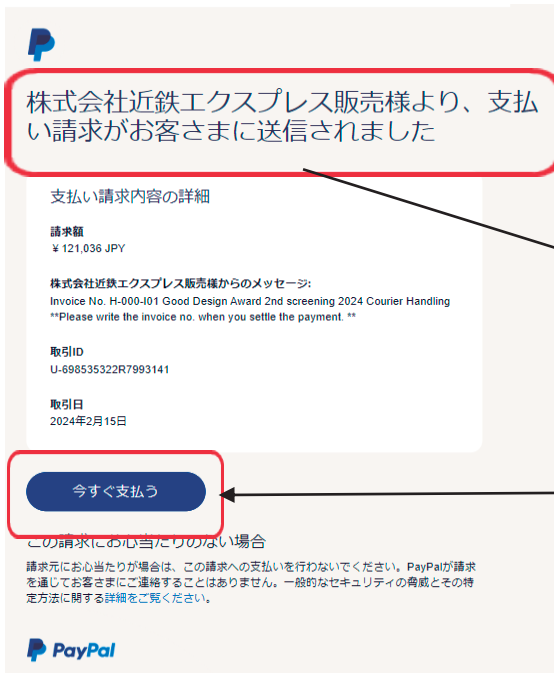 株式会社近鉄エクスプレス販売様より、支払
い請求がお客さまに送信されました
支払い請求内容の詳細
請求額
¥ 121,036 JPY
株式会社近鉄エクスプレス販売様からのメッセージ:
Invoice No. H-000-I01 Good Design Award 2nd screening 2024 Courier Handling
**Please write the invoice no. when you settle the payment. **
取引ID
U-698535322R7993141
取引日
2024年2月15日
今すぐ支払う
この請求にお心当たりのない場合
請求元にお心当たりが場合は、この請求への支払いを行わないでください。PayPalが請求
を通じてお客さまにご連絡することはありません。一般的なセキュリティの脅威とその特
定方法に関する詳細をご覧ください。
PayPal